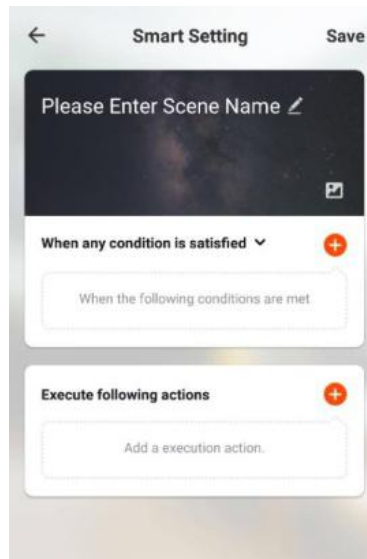 Smart Setting
Save
Please Enter Scene Name
When any condition is satisfied
When the following conditions are met
Execute following actions
Add a execution action.